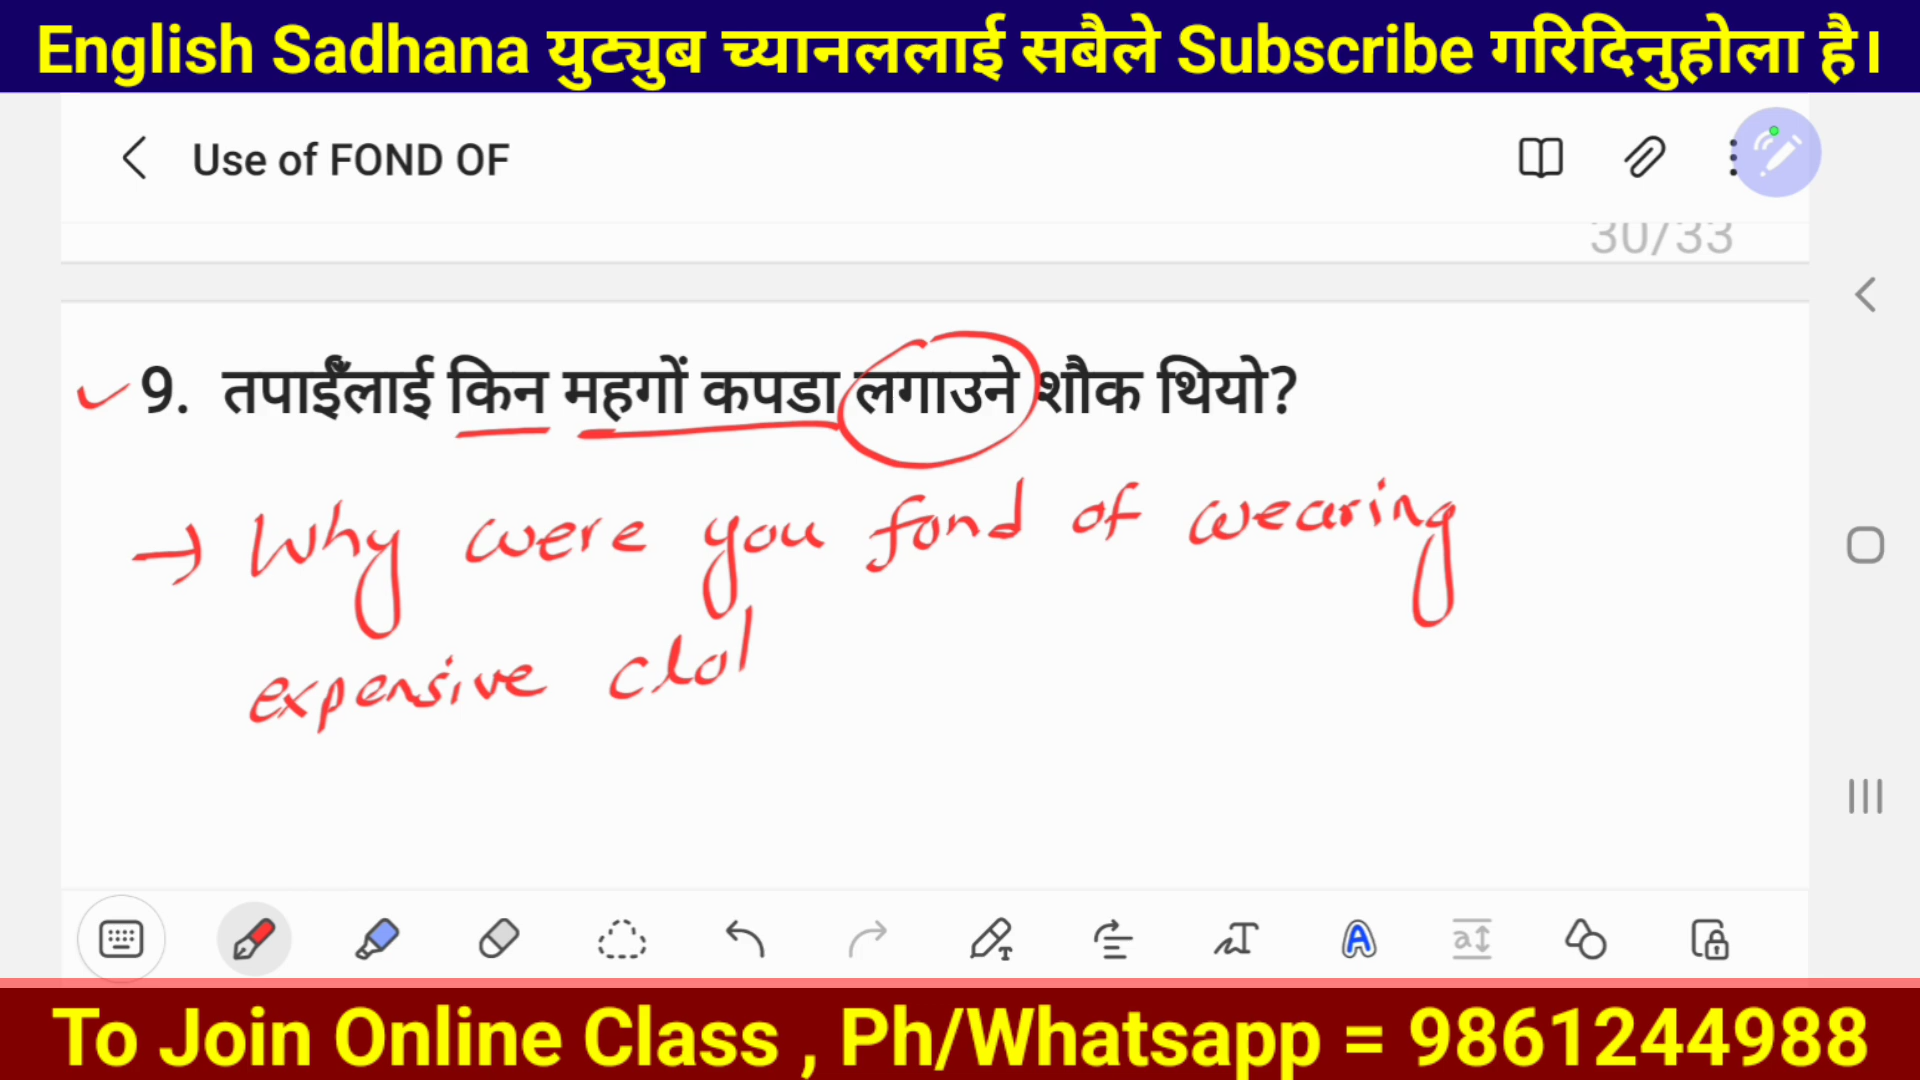 English Sadhana युट्युब च्यानललाई सबैले Subscribe गरिदिनुहोला है।
Use of FOND OF
30/33
9. तपाईँलाई किन महगों कपडा लगाउने शौक थियो?
→ Why were you fond of wearing
expensive clol
To Join Online Class , Ph/Whatsapp = 9861244988